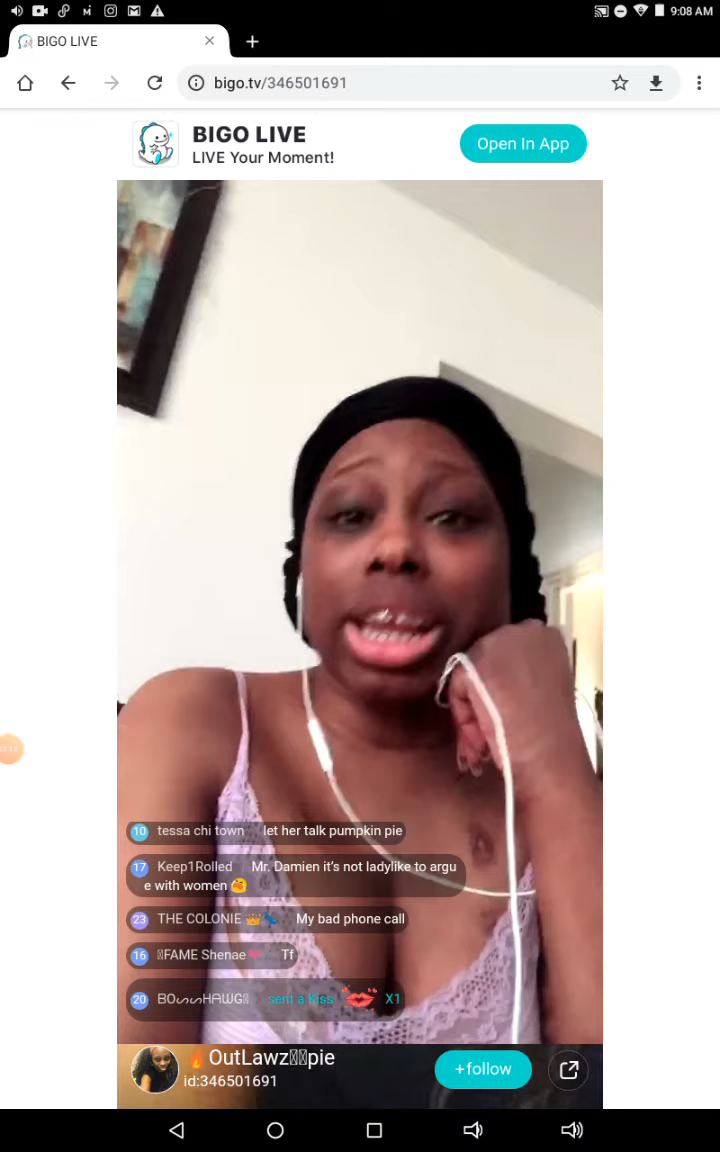 9:08 AM
BIGO LIVE
bigo.tv/346501691
BIGO LIVE
LIVE Your Moment!
Open In App
10 tessa chi town let her talk pumpkin pie
17 Keep1Rolled Mr. Damien it's not ladylike to argu
e with women 🥰
23 THE COLONIE 👑👠 My bad phone call
16 FAME Shenae❤ Tf
20 sent a Kiss 💋 X1
🔥OutLawz pie
id:346501691
+follow